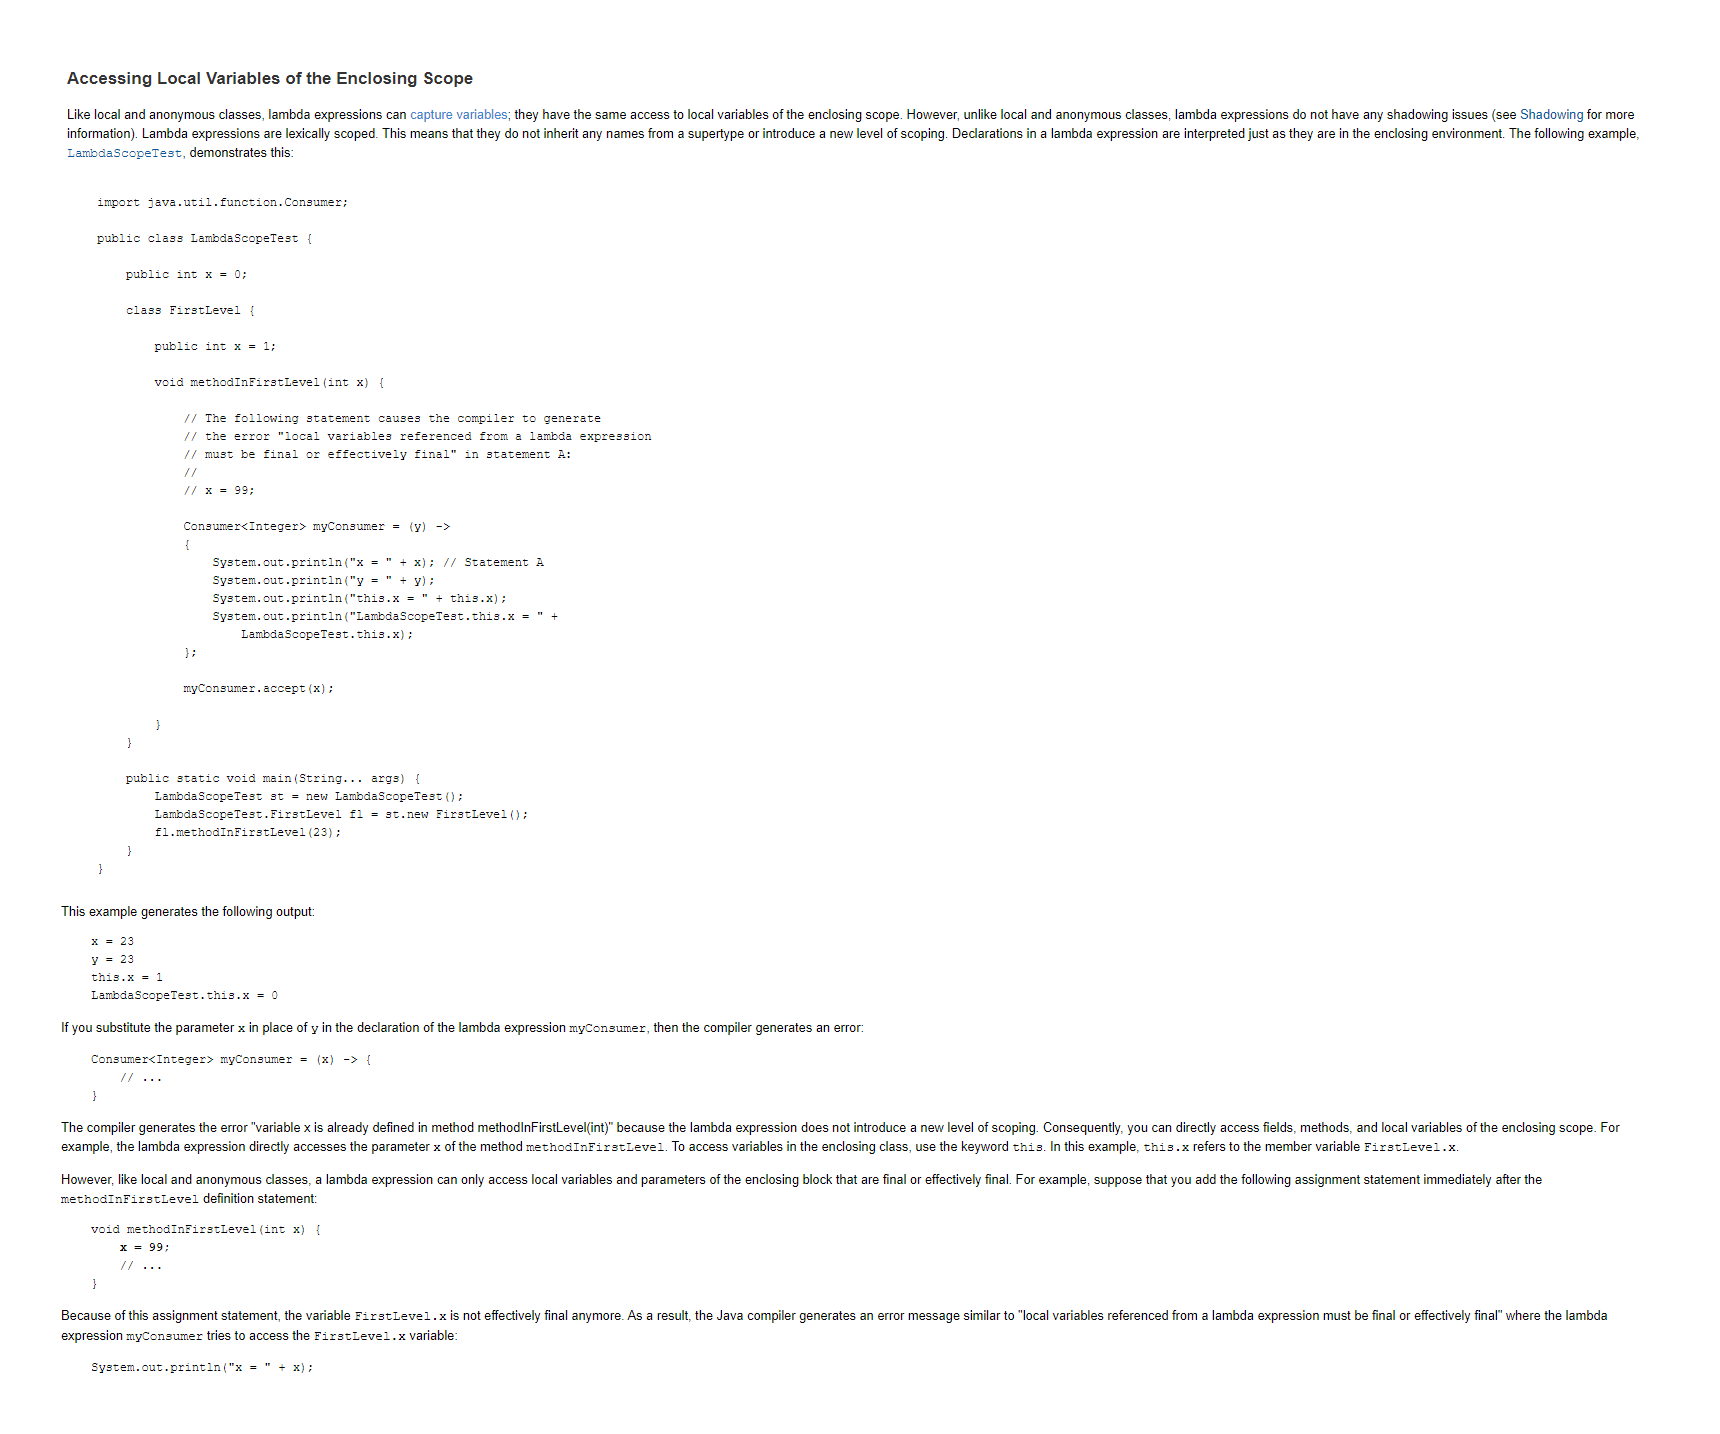 Accessing Local Variables of the Enclosing Scope
Like local and anonymous classes, lambda expressions can capture variables; they have the same access to local variables of the enclosing scope. However, unlike local and anonymous classes, lambda expressions do not have any shadowing issues (see Shadowing for more
information). Lambda expressions are lexically scoped. This means that they do not inherit any names from a supertype or introduce a new level of scoping. Declarations in a lambda expression are interpreted just as they are in the enclosing environment. The following example,
LambdaScopeTest, demonstrates this:
import java.util.function.Consumer;
public class LambdaScopeTest {
public int x = 0;
class FirstLevel {
public int x = 1;
void methodInFirstLevel(int x) {
// The following statement causes the compiler to generate
// the error "local variables referenced from a lambda expression
// must be final or effectively final" in statement A:
//
// x = 99;
Consumer<Integer> myConsumer = (y) ->
{
System.out.println("x = " + x); // Statement A
System.out.println("y = " + y);
System.out.println("this.x = " + this.x);
System.out.println("LambdaScopeTest.this.x = " +
LambdaScopeTest.this.x);
};
myConsumer.accept(x);
}
}
public static void main(String... args) {
LambdaScopeTest st = new LambdaScopeTest();
LambdaScopeTest.FirstLevel fl = st.new FirstLevel();
fl.methodInFirstLevel(23);
}
}
This example generates the following output:
x = 23
y = 23
this.x = 1
LambdaScopeTest.this.x = 0
If you substitute the parameter x in place of y in the declaration of the lambda expression myConsumer, then the compiler generates an error:
Consumer<Integer> myConsumer = (x) -> {
// ...
}
The compiler generates the error "variable x is already defined in method methodInFirstLevel(int)" because the lambda expression does not introduce a new level of scoping. Consequently, you can directly access fields, methods, and local variables of the enclosing scope. For
example, the lambda expression directly accesses the parameter x of the method methodInFirstLevel. To access variables in the enclosing class, use the keyword this. In this example, this.x refers to the member variable FirstLevel.x.
However, like local and anonymous classes, a lambda expression can only access local variables and parameters of the enclosing block that are final or effectively final. For example, suppose that you add the following assignment statement immediately after the
methodInFirstLevel definition statement:
void methodInFirstLevel(int x) {
x = 99;
// ...
}
Because of this assignment statement, the variable FirstLevel.x is not effectively final anymore. As a result, the Java compiler generates an error message similar to "local variables referenced from a lambda expression must be final or effectively final" where the lambda
expression myConsumer tries to access the FirstLevel.x variable:
System.out.println("x = " + x);